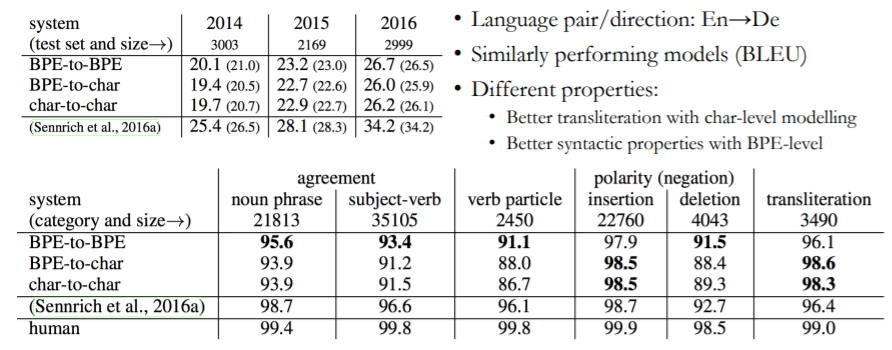 system 2014 2015 2016
(test set and size→) 3003 2169 2999
BPE-to-BPE 20.1 (21.0) 23.2 (23.0) 26.7 (26.5)
BPE-to-char 19.4 (20.5) 22.7 (22.6) 26.0 (25.9)
char-to-char 19.7 (20.7) 22.9 (22.7) 26.2 (26.1)
(Sennrich et al., 2016a) 25.4 (26.5) 28.1 (28.3) 34.2 (34.2)
• Language pair/direction: En→De
• Similarly performing models (BLEU)
• Different properties:
• Better transliteration with char-level modelling
• Better syntactic properties with BPE-level
agreement polarity (negation)
system noun phrase subject-verb verb particle insertion deletion transliteration
(category and size→) 21813 35105 2450 22760 4043 3490
BPE-to-BPE 95.6 93.4 91.1 97.9 91.5 96.1
BPE-to-char 93.9 91.2 88.0 98.5 88.4 98.6
char-to-char 93.9 91.5 86.7 98.5 89.3 98.3
(Sennrich et al., 2016a) 98.7 96.6 96.1 98.7 92.7 96.4
human 99.4 99.8 99.8 99.9 98.5 99.0